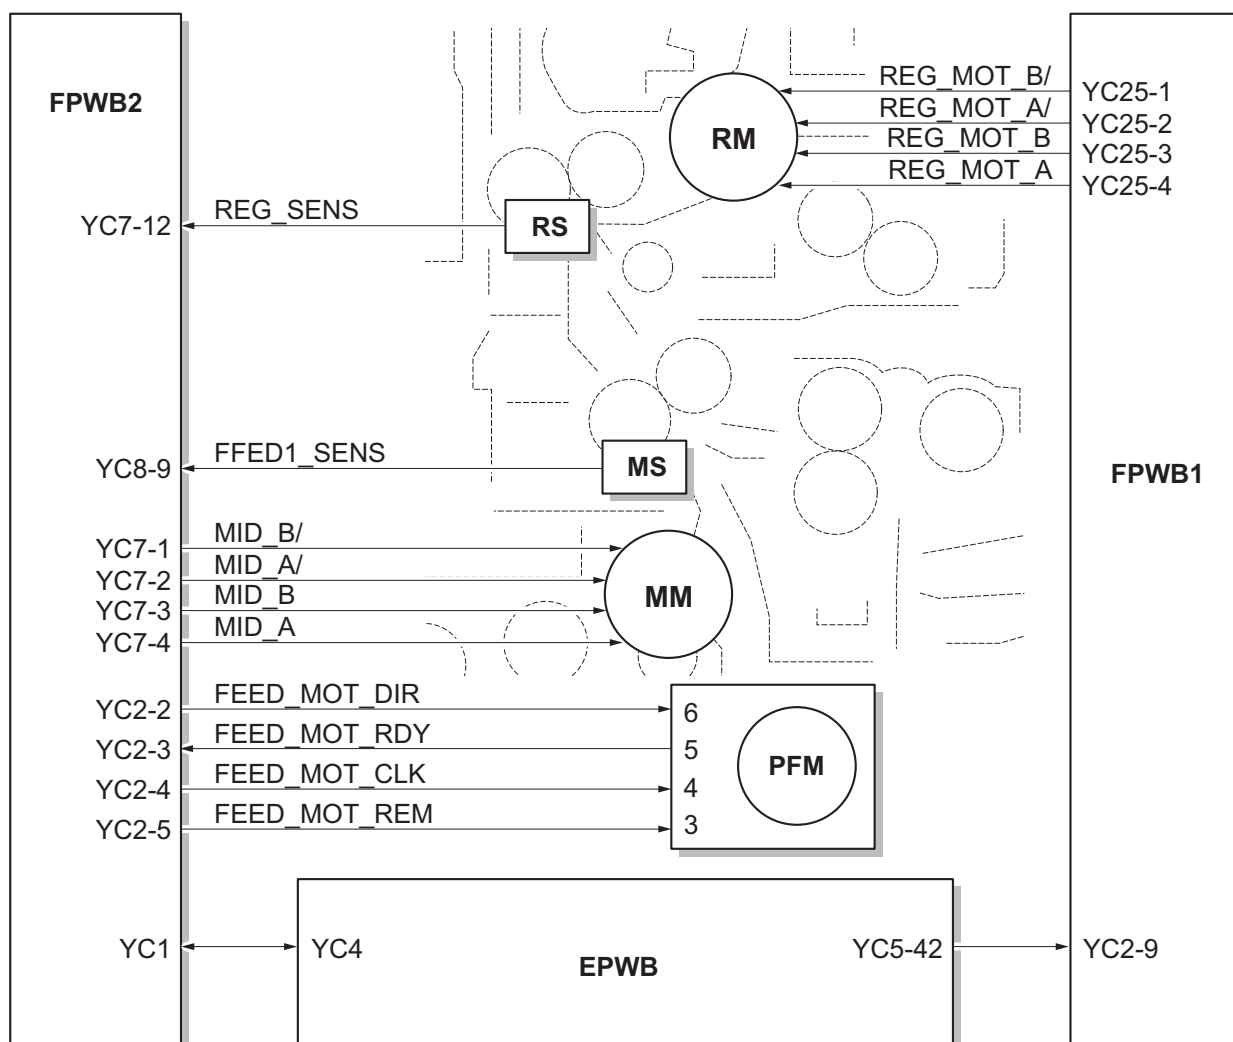 FPWB2
RM
REG_MOT_B/
YC25-1
REG_MOT_A/
YC25-2
REG_MOT_B
YC25-3
REG_MOT_A
YC25-4
YC7-12
REG_SENS
RS
YC8-9
FFED1_SENS
MS
FPWB1
YC7-1
MID_B/
YC7-2
MID_A/
YC7-3
MID_B
YC7-4
MID_A
MM
YC2-2
FEED_MOT_DIR
6
YC2-3
FEED_MOT_RDY
5
YC2-4
FEED_MOT_CLK
4
YC2-5
FEED_MOT_REM
3
PFM
YC1
YC4
EPWB
YC5-42
YC2-9